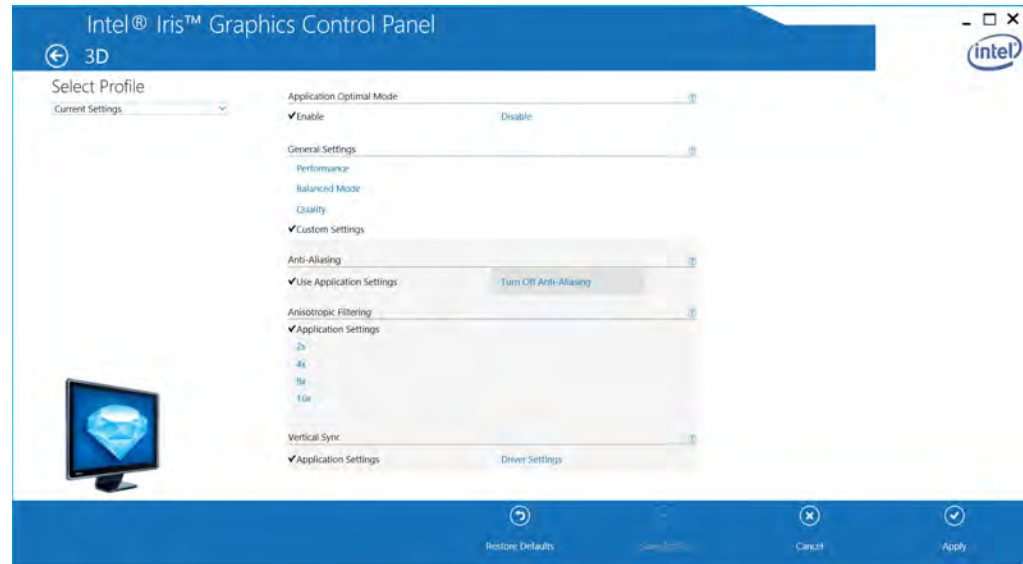 Intel® Iris™ Graphics Control Panel
3D
intel
Select Profile
Current Settings
Application Optimal Mode
✔Enable Disable
General Settings
Performance
Balanced Mode
Quality
✔Custom Settings
Anti-Aliasing
✔Use Application Settings Turn Off Anti-Aliasing
Anisotropic Filtering
✔Application Settings
2x
4x
8x
16x
Vertical Sync
✔Application Settings Driver Settings
Restore Defaults Cancel Apply